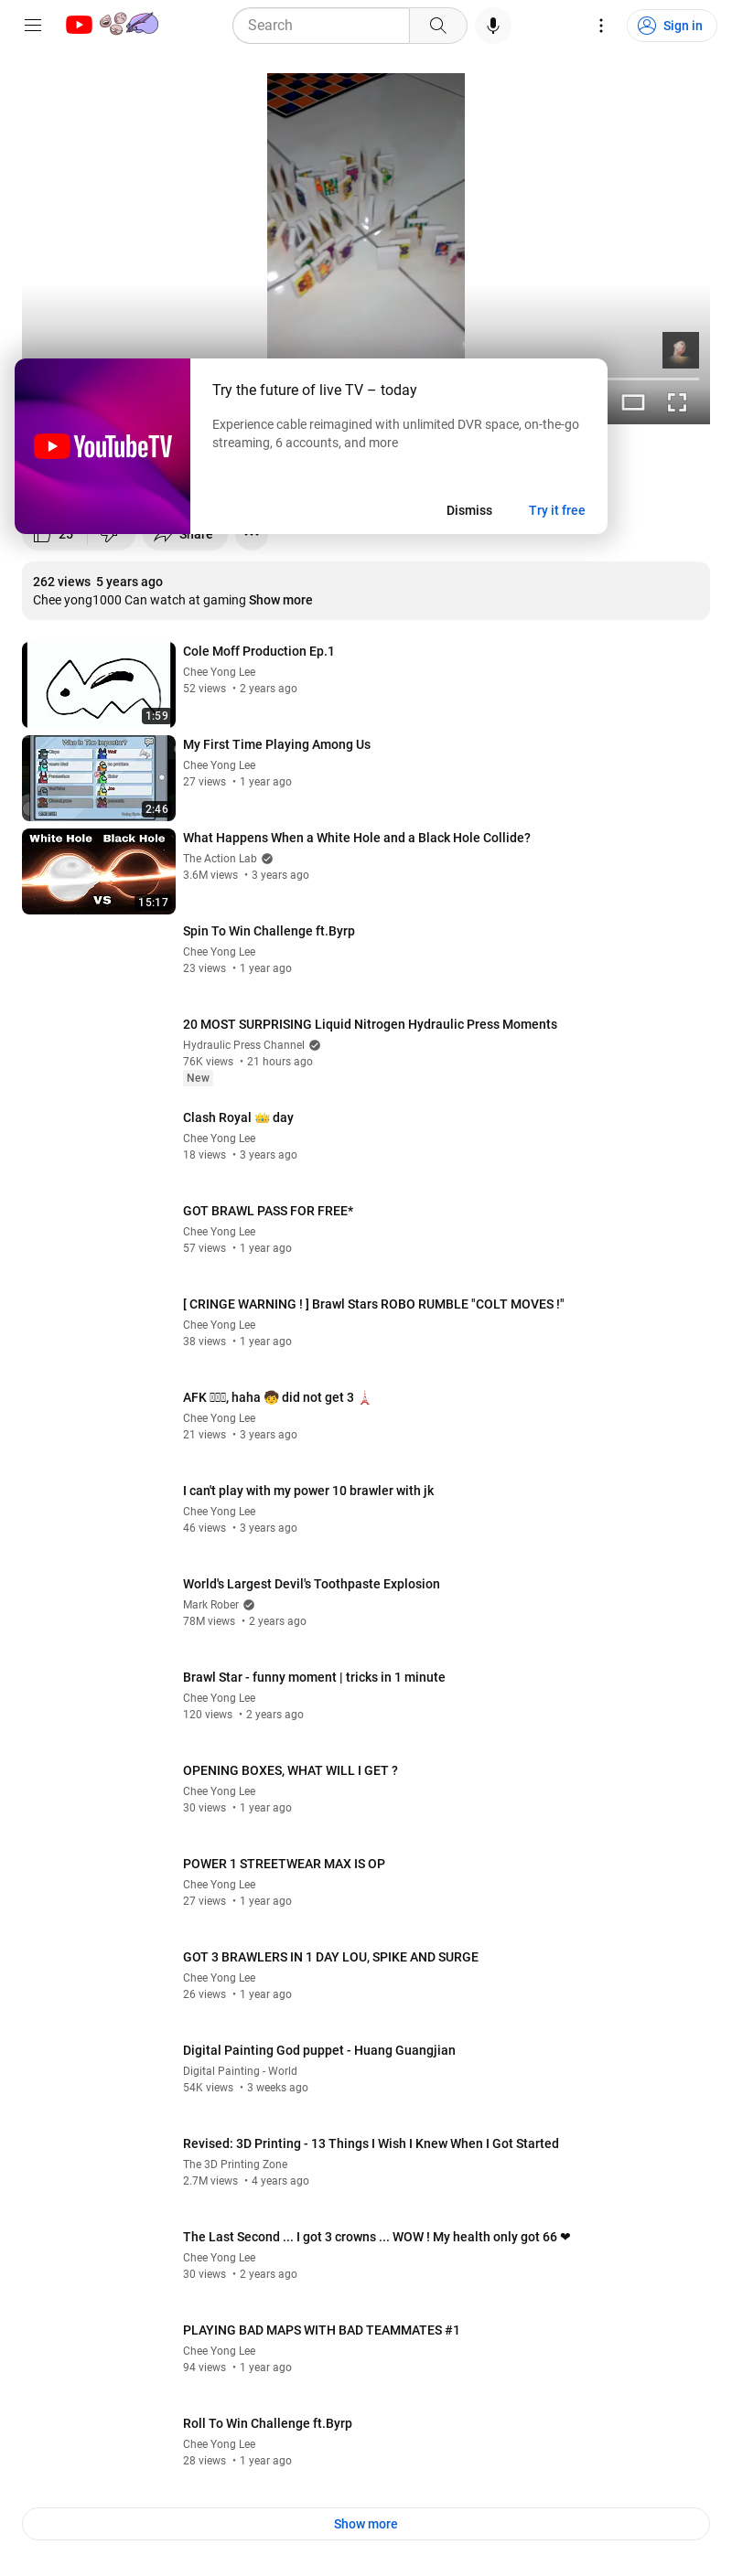 Search
Sign in
YouTubeTV
Try the future of live TV – today
Experience cable reimagined with unlimited DVR space, on-the-go
streaming, 6 accounts, and more
Dismiss
Try it free
25
Share
262 views 5 years ago
Chee yong1000 Can watch at gaming Show more
1:59
Cole Moff Production Ep.1
Chee Yong Lee
52 views • 2 years ago
Who Is The Impostor?
2:46
My First Time Playing Among Us
Chee Yong Lee
27 views • 1 year ago
White Hole Black Hole
VS
15:17
What Happens When a White Hole and a Black Hole Collide?
The Action Lab
3.6M views • 3 years ago
Spin To Win Challenge ft.Byrp
Chee Yong Lee
23 views • 1 year ago
20 MOST SURPRISING Liquid Nitrogen Hydraulic Press Moments
Hydraulic Press Channel
76K views • 21 hours ago
New
Clash Royal 👑 day
Chee Yong Lee
18 views • 3 years ago
GOT BRAWL PASS FOR FREE*
Chee Yong Lee
57 views • 1 year ago
[ CRINGE WARNING ! ] Brawl Stars ROBO RUMBLE "COLT MOVES !"
Chee Yong Lee
38 views • 1 year ago
AFK , haha 🧒 did not get 3 🗼
Chee Yong Lee
21 views • 3 years ago
I can't play with my power 10 brawler with jk
Chee Yong Lee
46 views • 3 years ago
World's Largest Devil's Toothpaste Explosion
Mark Rober
78M views • 2 years ago
Brawl Star - funny moment | tricks in 1 minute
Chee Yong Lee
120 views • 2 years ago
OPENING BOXES, WHAT WILL I GET ?
Chee Yong Lee
30 views • 1 year ago
POWER 1 STREETWEAR MAX IS OP
Chee Yong Lee
27 views • 1 year ago
GOT 3 BRAWLERS IN 1 DAY LOU, SPIKE AND SURGE
Chee Yong Lee
26 views • 1 year ago
Digital Painting God puppet - Huang Guangjian
Digital Painting - World
54K views • 3 weeks ago
Revised: 3D Printing - 13 Things I Wish I Knew When I Got Started
The 3D Printing Zone
2.7M views • 4 years ago
The Last Second ... I got 3 crowns ... WOW ! My health only got 66 ❤
Chee Yong Lee
30 views • 2 years ago
PLAYING BAD MAPS WITH BAD TEAMMATES #1
Chee Yong Lee
94 views • 1 year ago
Roll To Win Challenge ft.Byrp
Chee Yong Lee
28 views • 1 year ago
Show more